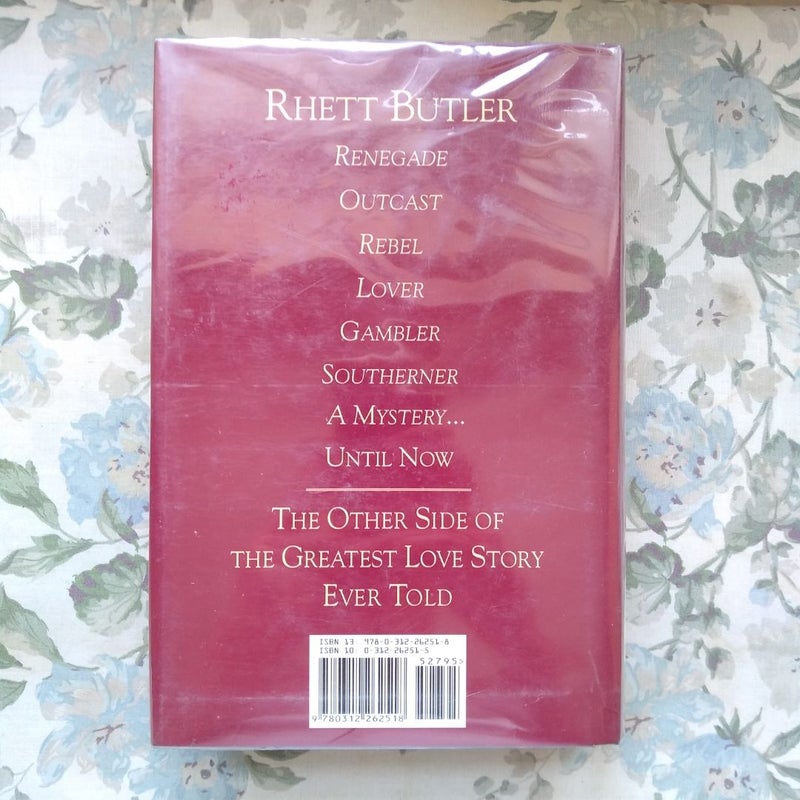 RHETT BUTLER
RENEGADE
OUTCAST
REBEL
LOVER
GAMBLER
SOUTHERNER
A MYSTERY...
UNTIL NOW
THE OTHER SIDE OF
THE GREATEST LOVE STORY
EVER TOLD
ISBN 13 978-0-312-26251-8
ISBN 10 0-312-26251-5
52795>
9 780312 262518